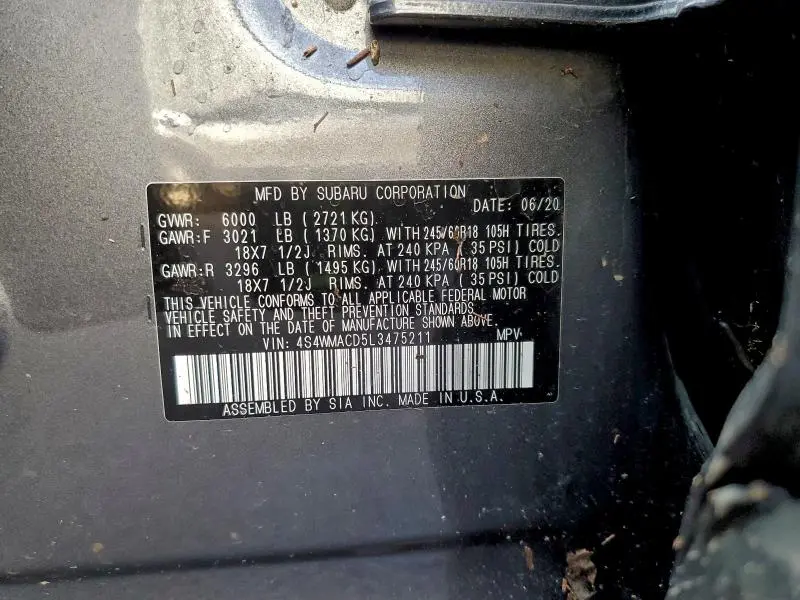 MFD BY SUBARU CORPORATION
DATE: 06/20
GVWR: 6000 LB (2721 KG)
GAWR:F 3021 LB (1370 KG) WITH 245/60R18 105H TIRES.
18X7 1/2J RIMS. AT 240 KPA (35 PSI) COLD
GAWR:R 3296 LB (1495 KG) WITH 245/60R18 105H TIRES.
18X7 1/2J RIMS. AT 240 KPA (35 PSI) COLD
THIS VEHICLE CONFORMS TO ALL APPLICABLE FEDERAL MOTOR
VEHICLE SAFETY AND THEFT PREVENTION STANDARDS
IN EFFECT ON THE DATE OF MANUFACTURE SHOWN ABOVE.
VIN: 4S4WMACD5L3475211 MPV
ASSEMBLED BY SIA INC. MADE IN U.S.A.